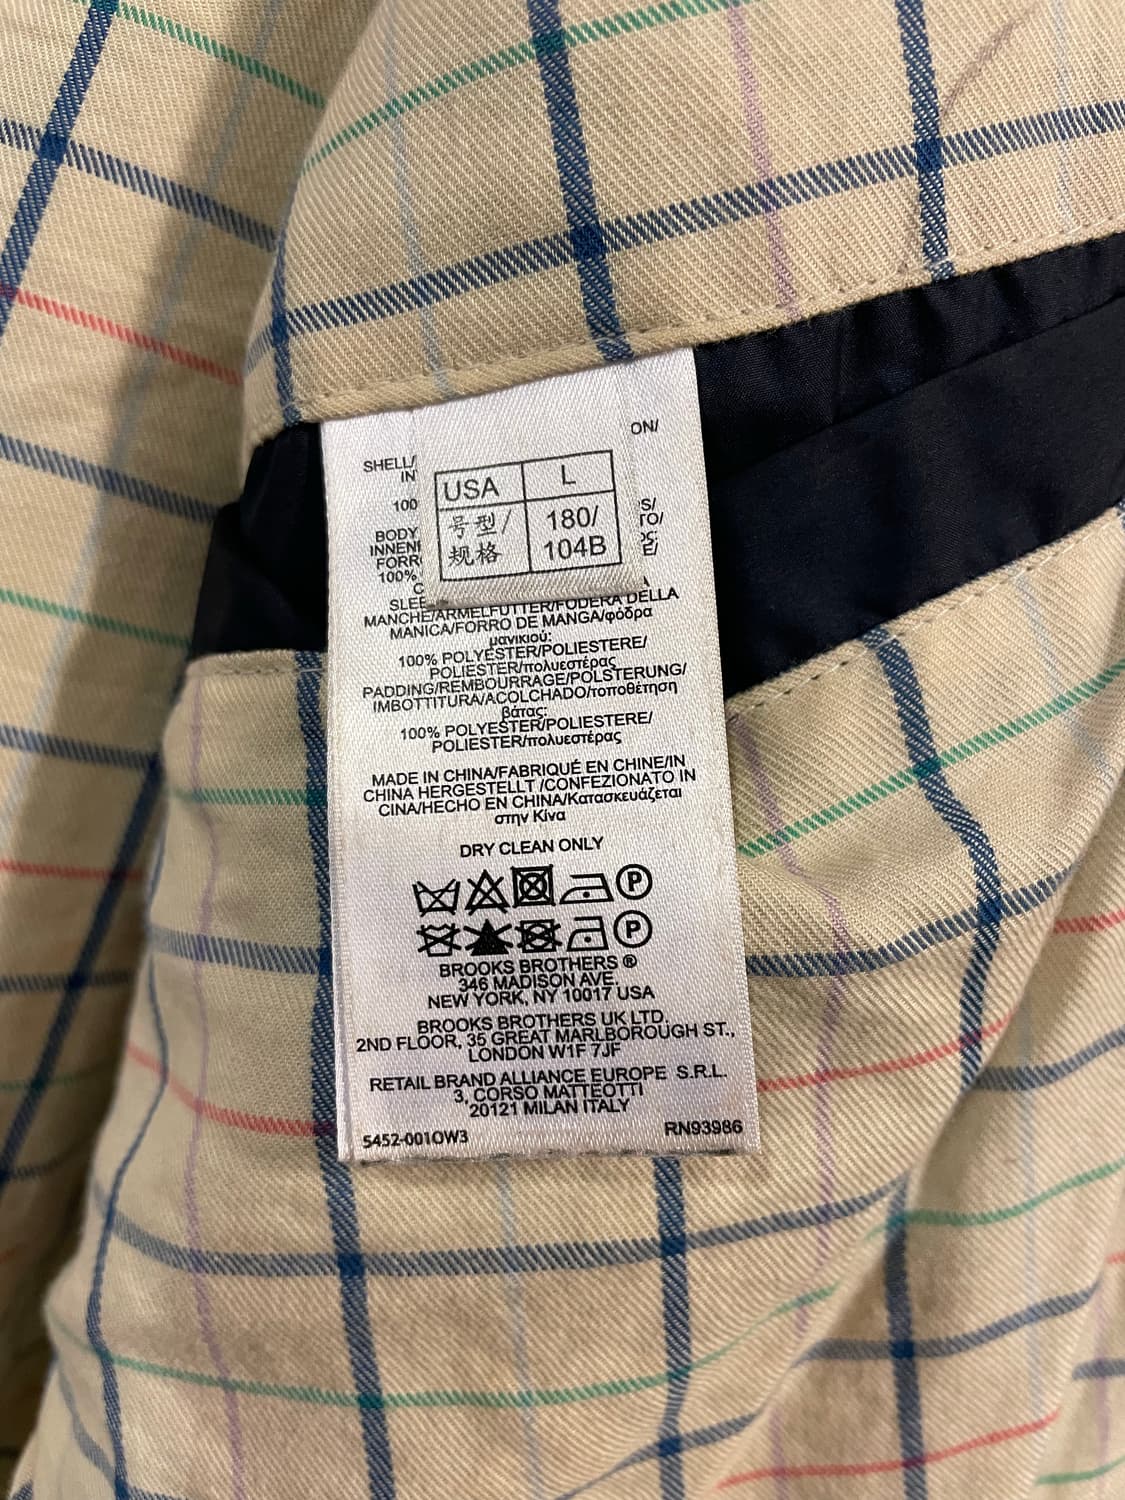 ON/
SHELL/
IN
100
USA L
号型/ 180/
规格 104B
S/
TO/
BODY
INNEN
FORR
100%
E/
SLEE
MANCHE/ARMELFUTTER/FODERA DELLA
MANICA/FORRO DE MANGA/φόδρα
μανικιού:
100% POLYESTER/POLIESTERE/
POLIESTER/πολυεστέρας
PADDING/REMBOURRAGE/POLSTERUNG/
IMBOTTITURA/ACOLCHADO/τοποθέτηση
βάτας:
100% POLYESTER/POLIESTERE/
POLIESTER/πολυεστέρας
MADE IN CHINA/FABRIQUÉ EN CHINE/IN
CHINA HERGESTELLT /CONFEZIONATO IN
CINA/HECHO EN CHINA/Κατασκευάζεται
στην Κίνα
DRY CLEAN ONLY
P
P
BROOKS BROTHERS ®
346 MADISON AVE.
NEW YORK, NY 10017 USA
BROOKS BROTHERS UK LTD.
2ND FLOOR, 35 GREAT MARLBOROUGH ST.,
LONDON W1F 7JF
RETAIL BRAND ALLIANCE EUROPE S.R.L.
3, CORSO MATTEOTTI
20121 MILAN ITALY
5452-001OW3 RN93986